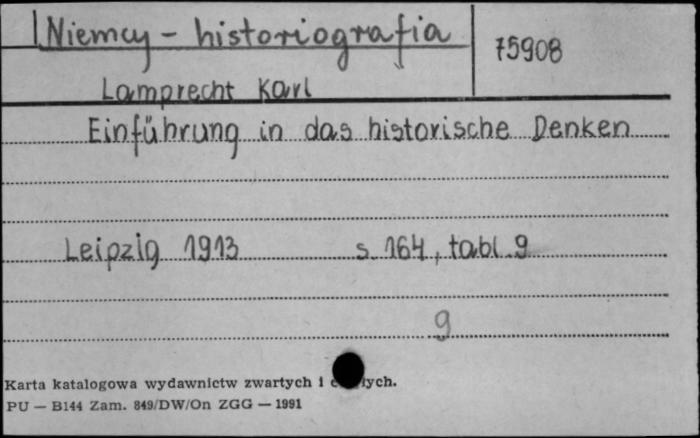 Niemcy - historiografia
75908
Lamprecht Karl
Einführung in das historische Denken
Leipzig 1913 s. 164, tabl. 9
9
Karta katalogowa wydawnictw zwartych i
PU — B144 Zam. 849/DW/On ZGG — 1991